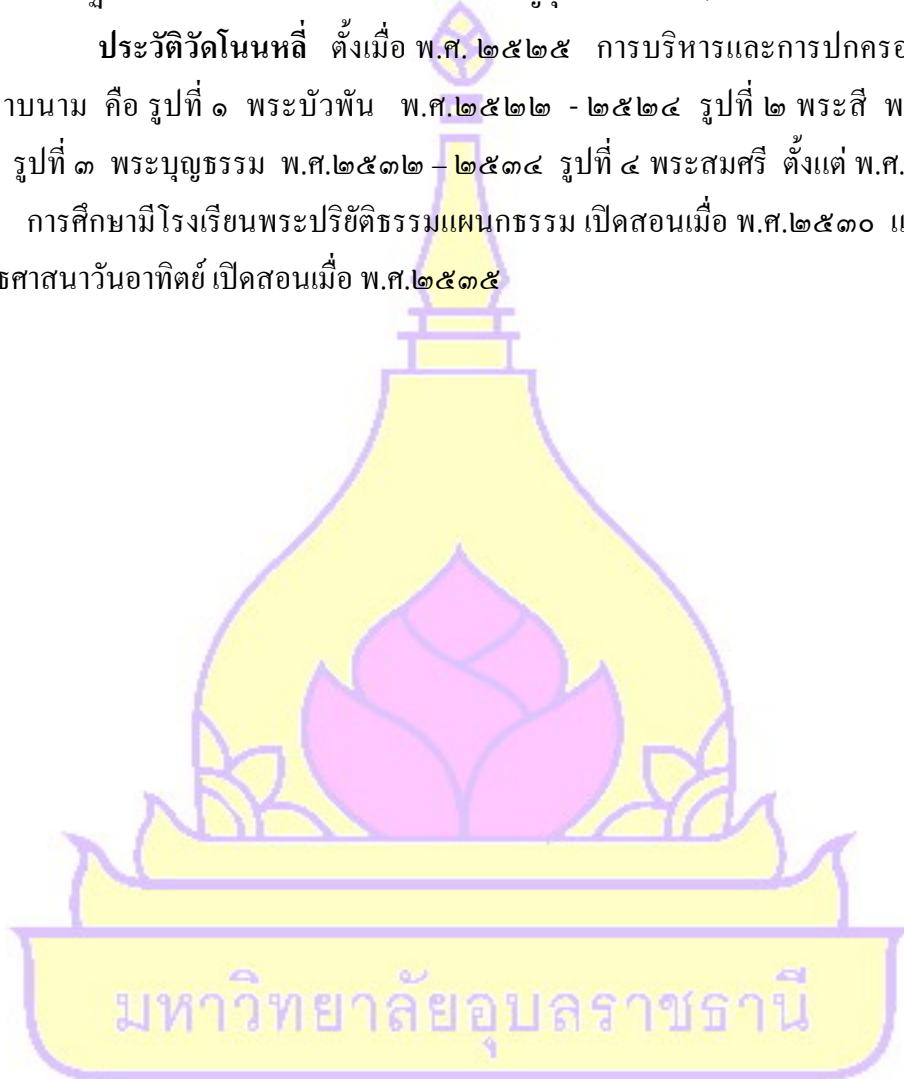 ประวัติวัดโนนหลี่ ตั้งเมื่อ พ.ศ. ๒๕๒๕ การบริหารและการปกครอ
าบนาม คือ รูปที่ ๑ พระบัวพัน พ.ศ.๒๕๒๒ - ๒๕๒๔ รูปที่ ๒ พระสี พ
รูปที่ ๓ พระบุญธรรม พ.ศ.๒๕๓๒ – ๒๕๓๔ รูปที่ ๔ พระสมศรี ตั้งแต่ พ.ศ.
การศึกษามีโรงเรียนพระปริยัติธรรมแผนกธรรม เปิดสอนเมื่อ พ.ศ.๒๕๓๐ แ
ธศาสนาวันอาทิตย์ เปิดสอนเมื่อ พ.ศ.๒๕๓๕
มหาวิทยาลัยอุบลราชธานี